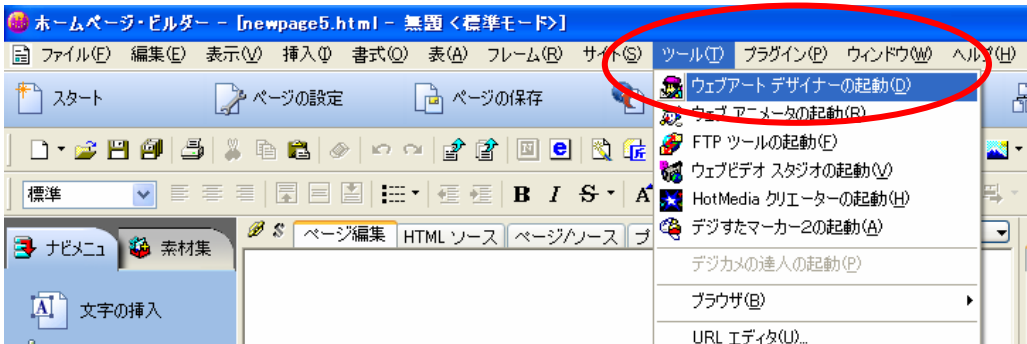 ホームページ・ビルダー - [newpage5.html - 無題 <標準モード>]
ファイル(F) 編集(E) 表示(V) 挿入(I) 書式(O) 表(A) フレーム(R) サイト(S) ツール(T) プラグイン(P) ウィンドウ(W) ヘルプ(H)
スタート ページの設定 ページの保存
ウェブアート デザイナーの起動(D)
ウェブ アニメータの起動(R)
FTP ツールの起動(F)
ウェブビデオ スタジオの起動(V)
HotMedia クリエーターの起動(H)
デジすたマーカー2の起動(A)
デジカメの達人の起動(P)
ブラウザ(B)
URL エディタ(U)...
標準 B I S A
ナビメニュ 素材集 ページ編集 HTML ソース ページ/ソース プ
文字の挿入